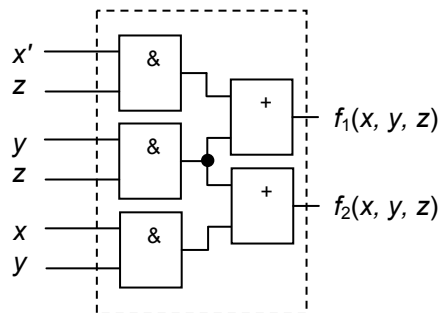 x′
z
&
+
f₁(x, y, z)
y
z
&
+
f₂(x, y, z)
x
y
&